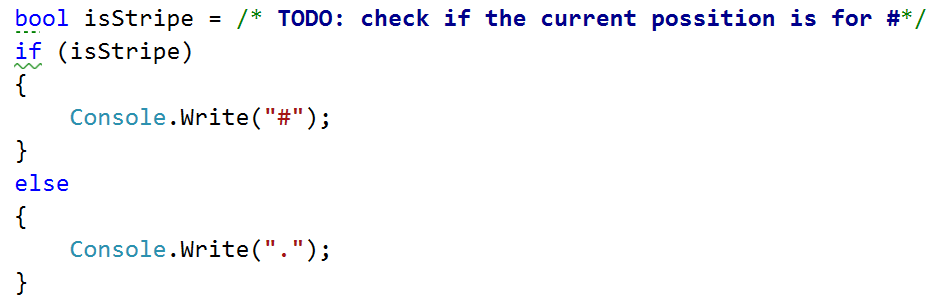 bool isStripe = /* TODO: check if the current possition is for #*/
if (isStripe)
{
    Console.Write("#");
}
else
{
    Console.Write(".");
}